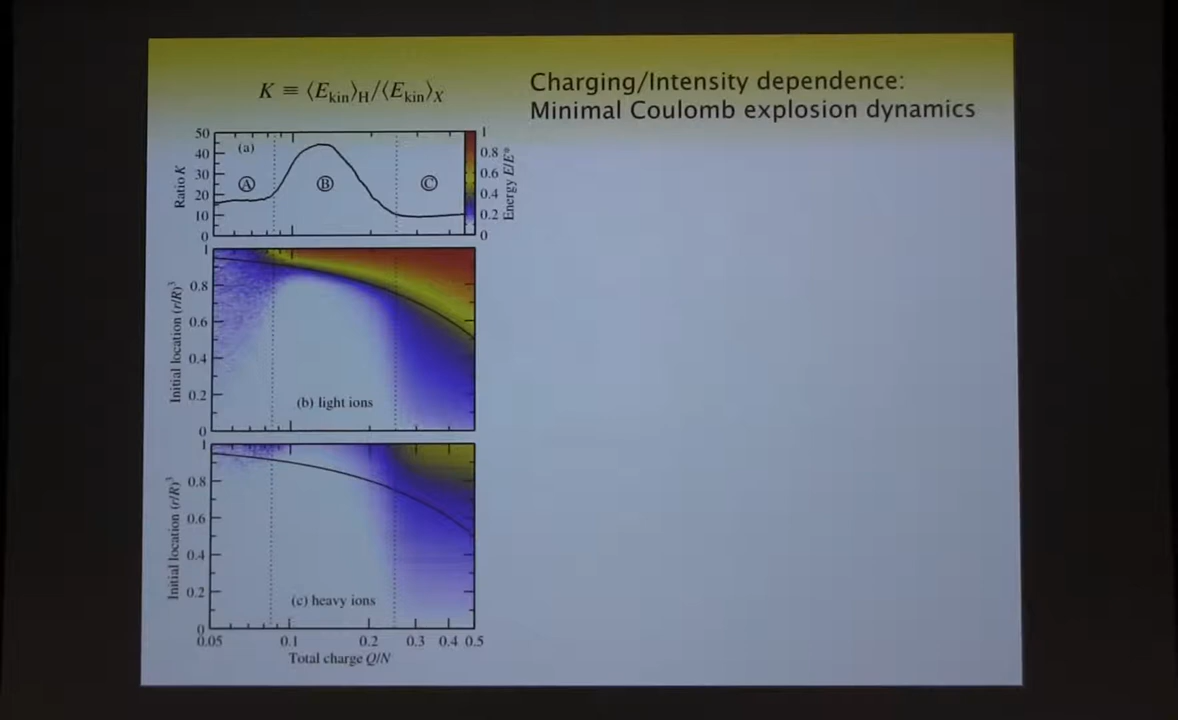 K ≡ ⟨E_kin⟩_H/⟨E_kin⟩_X
Charging/Intensity dependence:
Minimal Coulomb explosion dynamics
50
40
30
20
10
0
Ratio K
(a)
A
B
C
1
0.8
0.6
0.4
0.2
0
Energy E/E*
1
0.8
0.6
0.4
0.2
0
Initial location (r/R)³
(b) light ions
1
0.8
0.6
0.4
0.2
0
Initial location (r/R)³
(c) heavy ions
0.05 0.1 0.2 0.3 0.4 0.5
Total charge Q/N